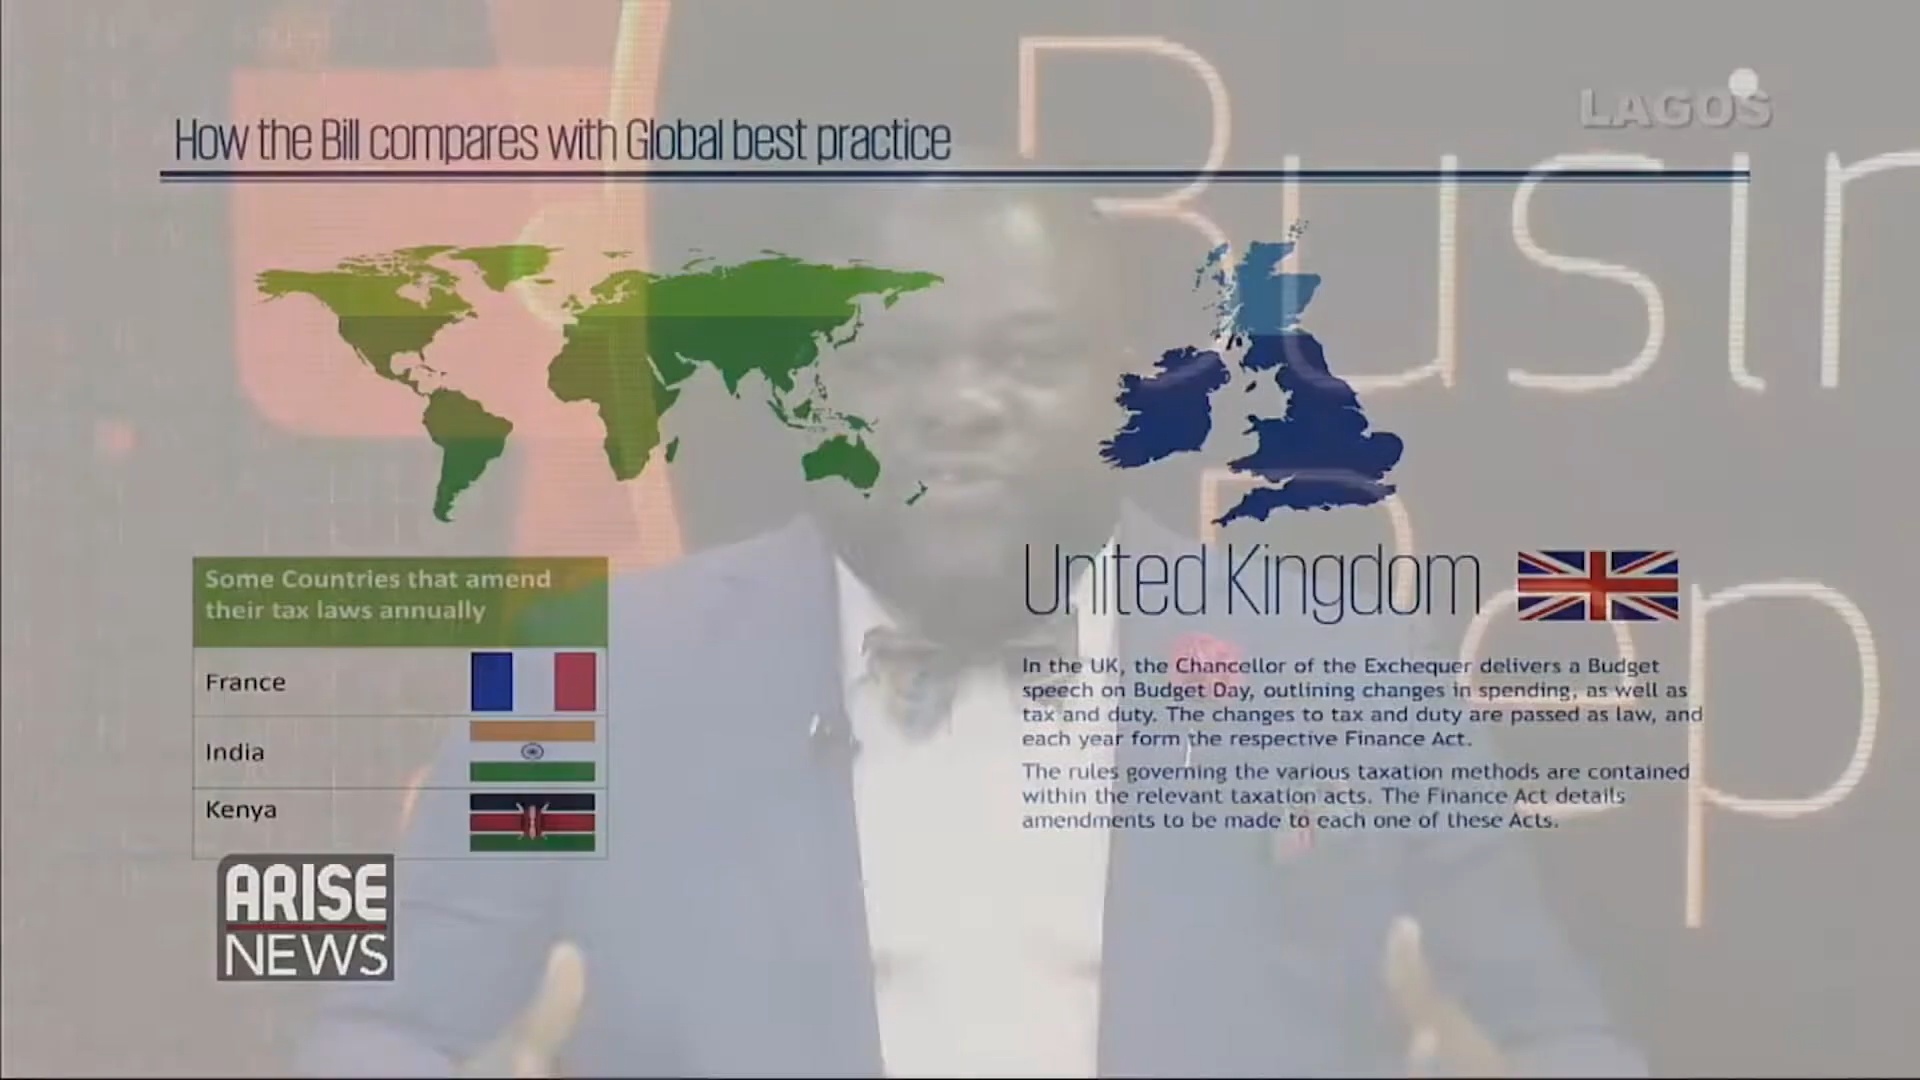 LAGOS
How the Bill compares with Global best practice
Busin
Rep
Some Countries that amend
their tax laws annually
France
India
Kenya
United Kingdom
In the UK, the Chancellor of the Exchequer delivers a Budget
speech on Budget Day, outlining changes in spending, as well as
tax and duty. The changes to tax and duty are passed as law, and
each year form the respective Finance Act.
The rules governing the various taxation methods are contained
within the relevant taxation acts. The Finance Act details
amendments to be made to each one of these Acts.
ARISE
NEWS